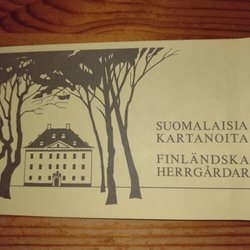 SUOMALAISIA
KARTANOITA
FINLÄNDSKA
HERRGÅRDAR